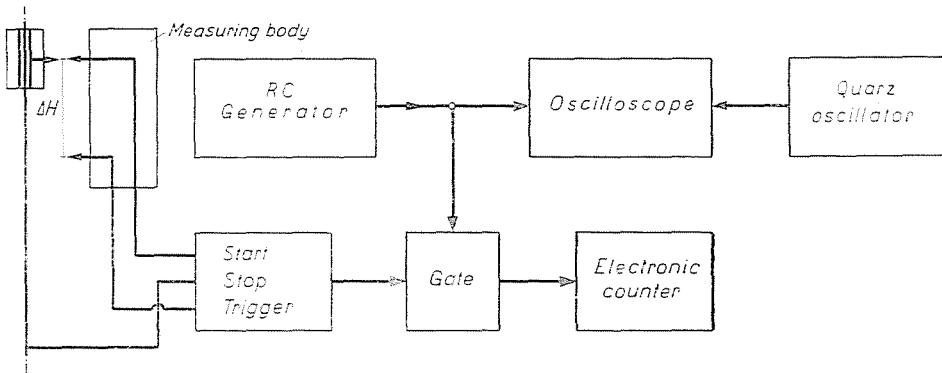 Measuring body
ΔH
RC
Generator
Oscilloscope
Quarz
oscillator
Start
Stop
Trigger
Gate
Electronic
counter